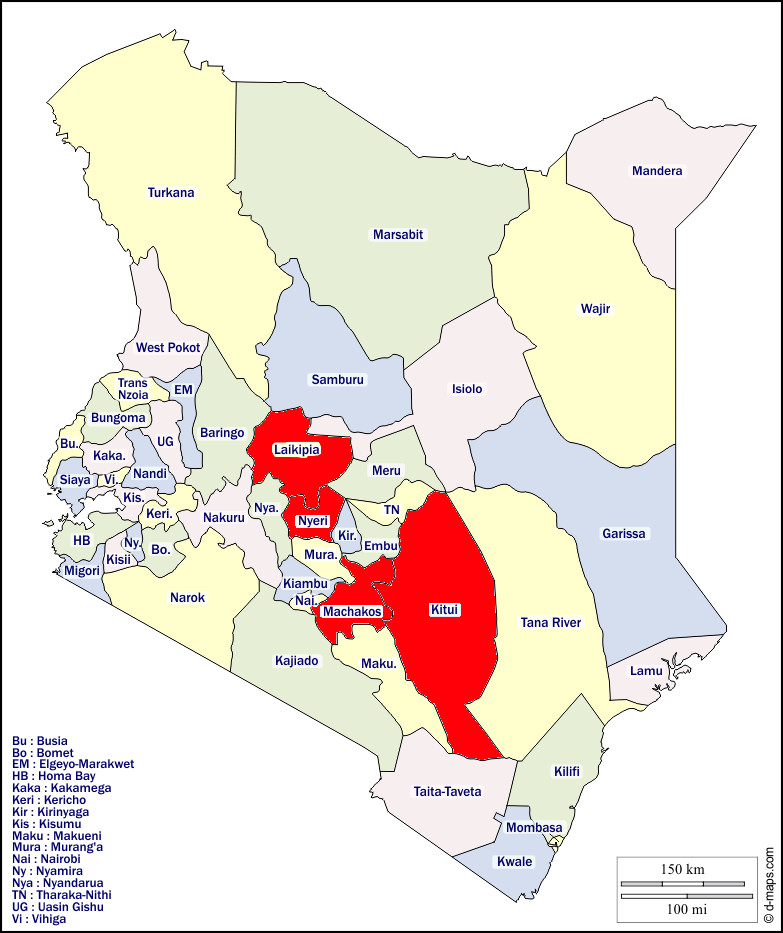 Turkana
Mandera
Marsabit
Wajir
West Pokot
Samburu
Isiolo
Trans
Nzoia
EM
Bungoma
Baringo
Bu.
UG
Laikipia
Kaka.
Meru
Siaya
Vi.
Nandi
Kis.
Nya.
TN
Keri.
Nakuru
Nyeri
Kir.
Garissa
HB
Ny.
Bo.
Embu
Kisii
Mura.
Migori
Kiambu
Narok
Nai.
Machakos
Kitui
Tana River
Kajiado
Maku.
Lamu
Kilifi
Taita-Taveta
Mombasa
Kwale
Bu : Busia
Bo : Bomet
EM : Elgeyo-Marakwet
HB : Homa Bay
Kaka : Kakamega
Keri : Kericho
Kir : Kirinyaga
Kis : Kisumu
Maku : Makueni
Mura : Murang'a
Nai : Nairobi
Ny : Nyamira
Nya : Nyandarua
TN : Tharaka-Nithi
UG : Uasin Gishu
Vi : Vihiga
150 km
100 mi
© d-maps.com